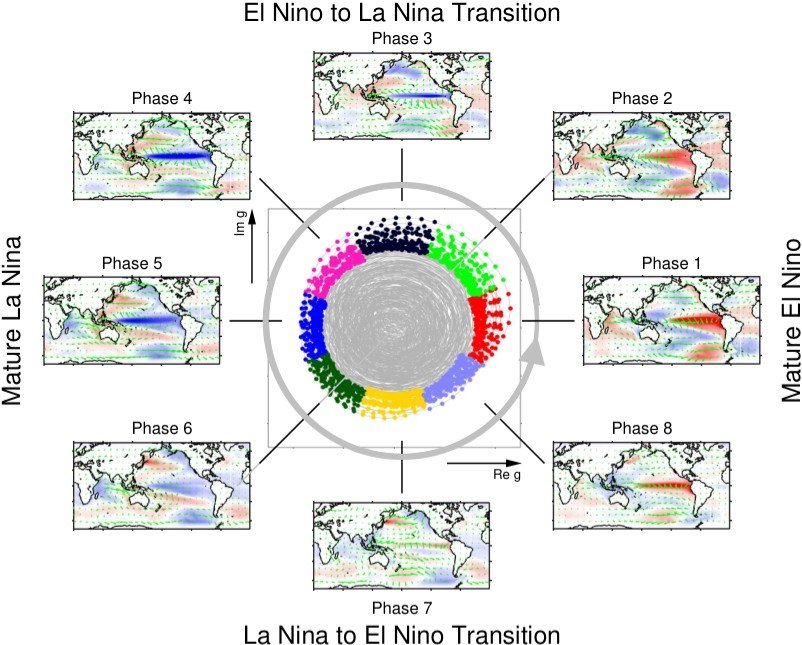 El Nino to La Nina Transition
Phase 3
Phase 4
Phase 2
Im g
Phase 5
Phase 1
Mature La Nina
Mature El Nino
Phase 6
Phase 8
Re g
Phase 7
La Nina to El Nino Transition